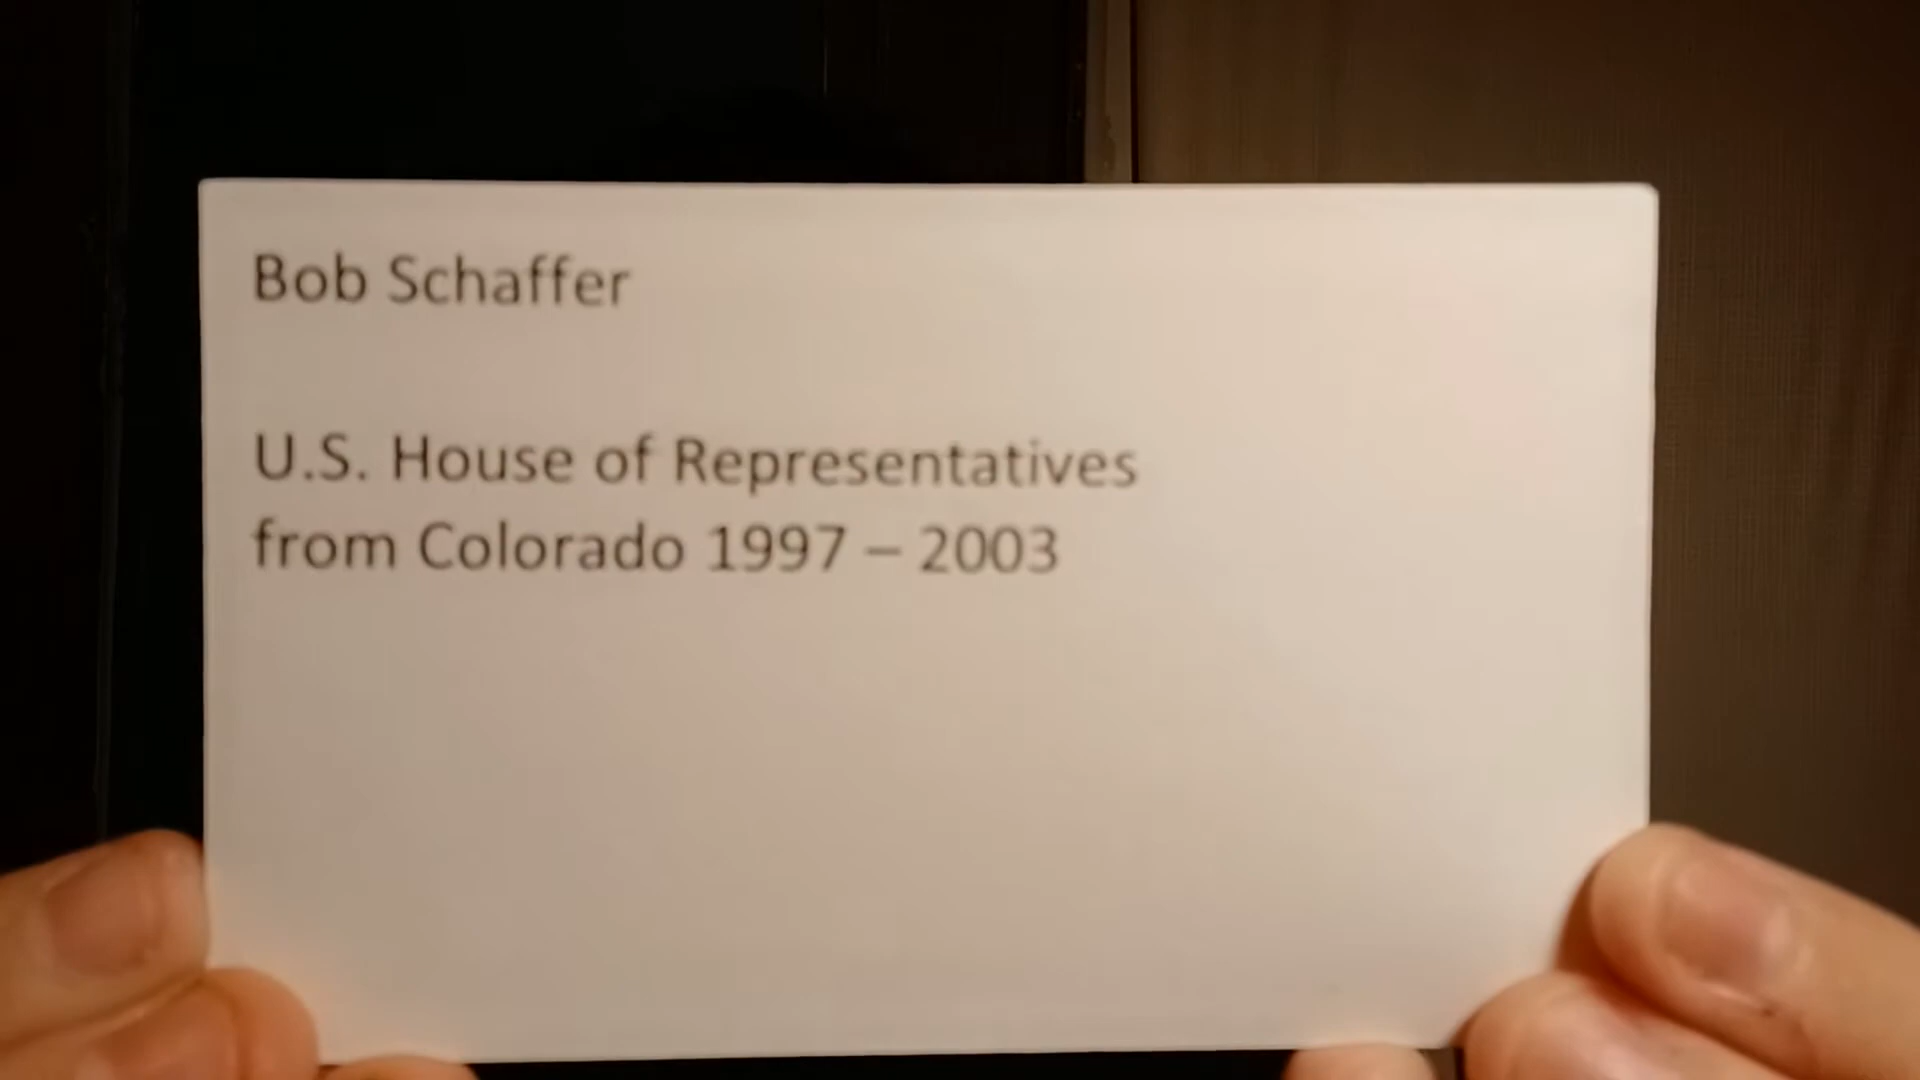 Bob Schaffer
U.S. House of Representatives
from Colorado 1997 – 2003